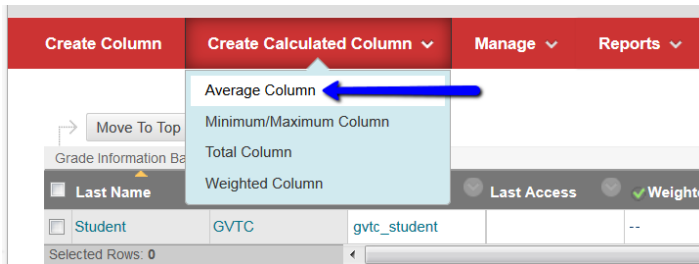 Create Column Create Calculated Column Manage Reports
Average Column
Minimum/Maximum Column
Total Column
Weighted Column
Move To Top
Grade Information Ba
Last Name Last Access Weighte
Student GVTC gvtc_student --
Selected Rows: 0